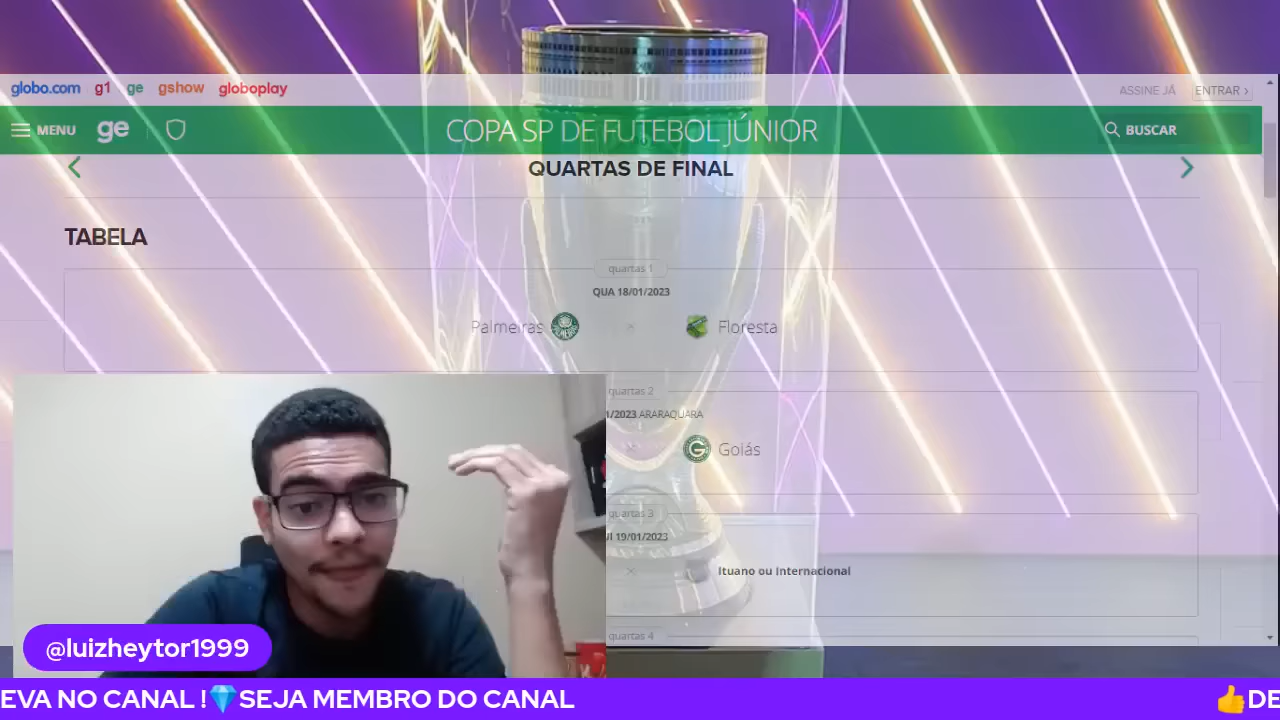 globo.com g1 ge gshow globoplay ASSINE JÁ ENTRAR ›
MENU ge COPA SP DE FUTEBOL JÚNIOR BUSCAR
QUARTAS DE FINAL
TABELA
quartas 1
QUA 18/01/2023
Palmeiras × Floresta
quartas 2
1/2023 ARARAQUARA
× Goiás
quartas 3
19/01/2023
× Ituano ou Internacional
quartas 4
@luizheytor1999
EVA NO CANAL !💎SEJA MEMBRO DO CANAL 👍DE